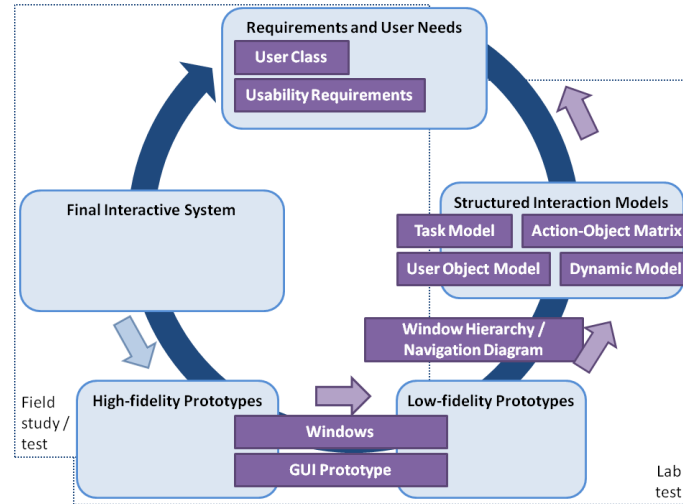 Requirements and User Needs
User Class
Usability Requirements
Final Interactive System
Structured Interaction Models
Task Model
Action-Object Matrix
User Object Model
Dynamic Model
Window Hierarchy /
Navigation Diagram
High-fidelity Prototypes
Low-fidelity Prototypes
Windows
GUI Prototype
Field
study /
test
Lab
test